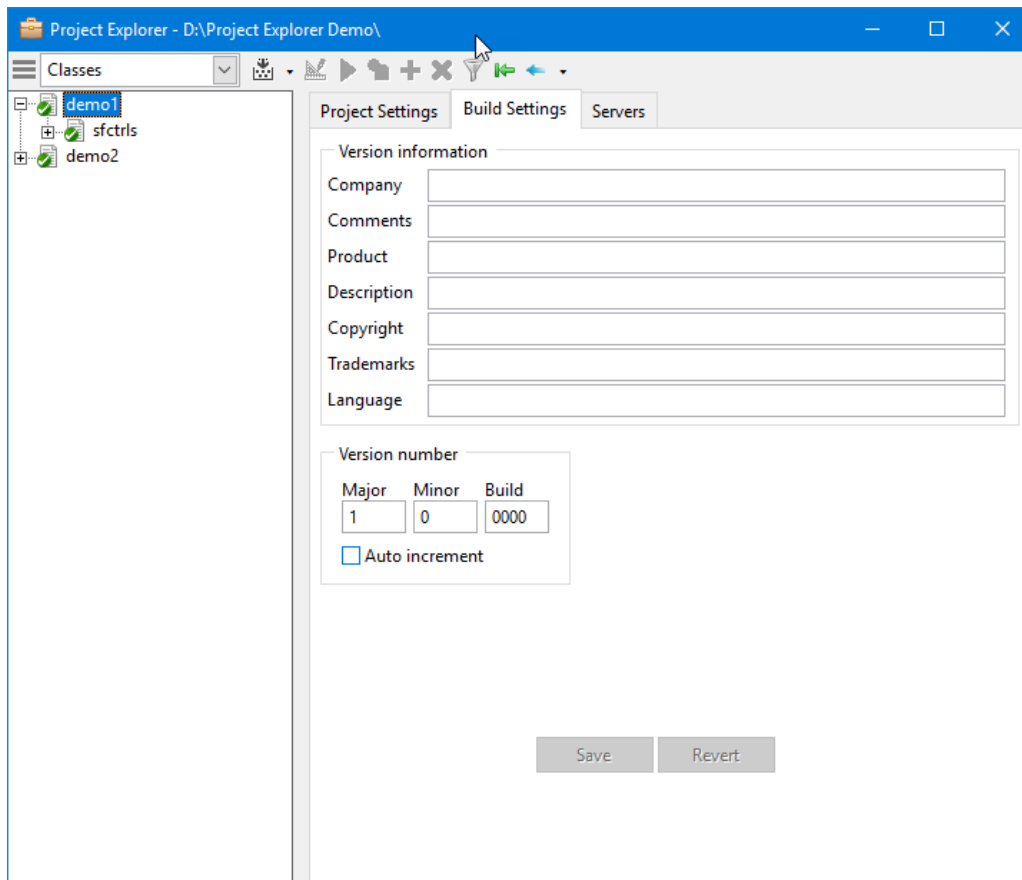 Project Explorer - D:\Project Explorer Demo\
Classes
demo1
sfctrls
demo2
Project Settings Build Settings Servers
Version information
Company
Comments
Product
Description
Copyright
Trademarks
Language
Version number
Major Minor Build
1 0 0000
Auto increment
Save Revert